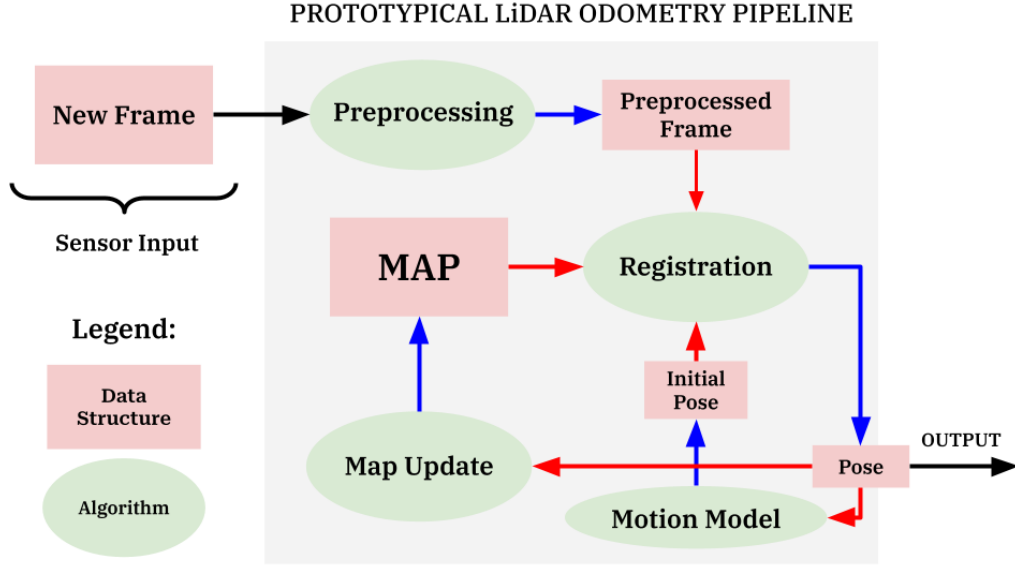 PROTOTYPICAL LiDAR ODOMETRY PIPELINE
New Frame
Preprocessing
Preprocessed
Frame
Sensor Input
MAP
Registration
Legend:
Data
Structure
Initial
Pose
Map Update
Pose
OUTPUT
Algorithm
Motion Model